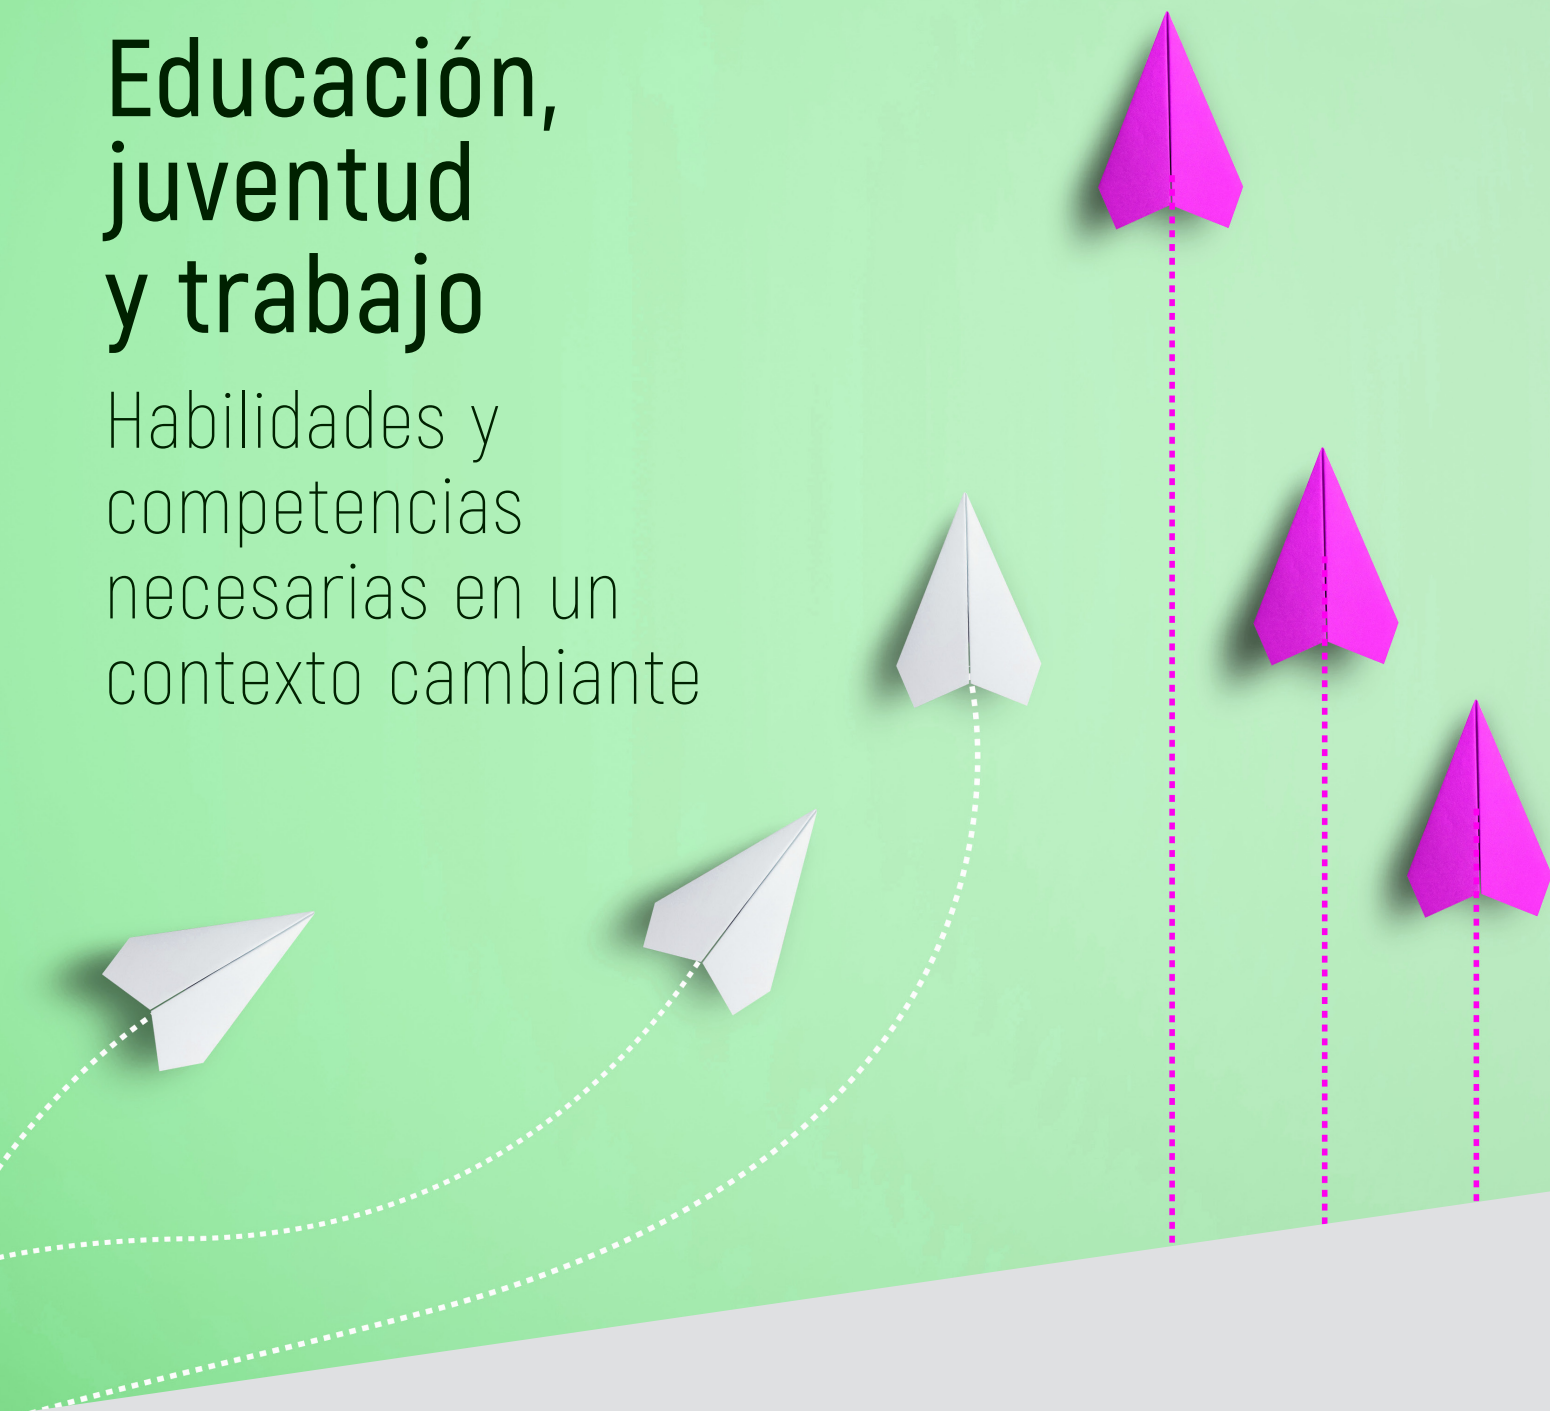 Educación,
juventud
y trabajo
Habilidades y
competencias
necesarias en un
contexto cambiante